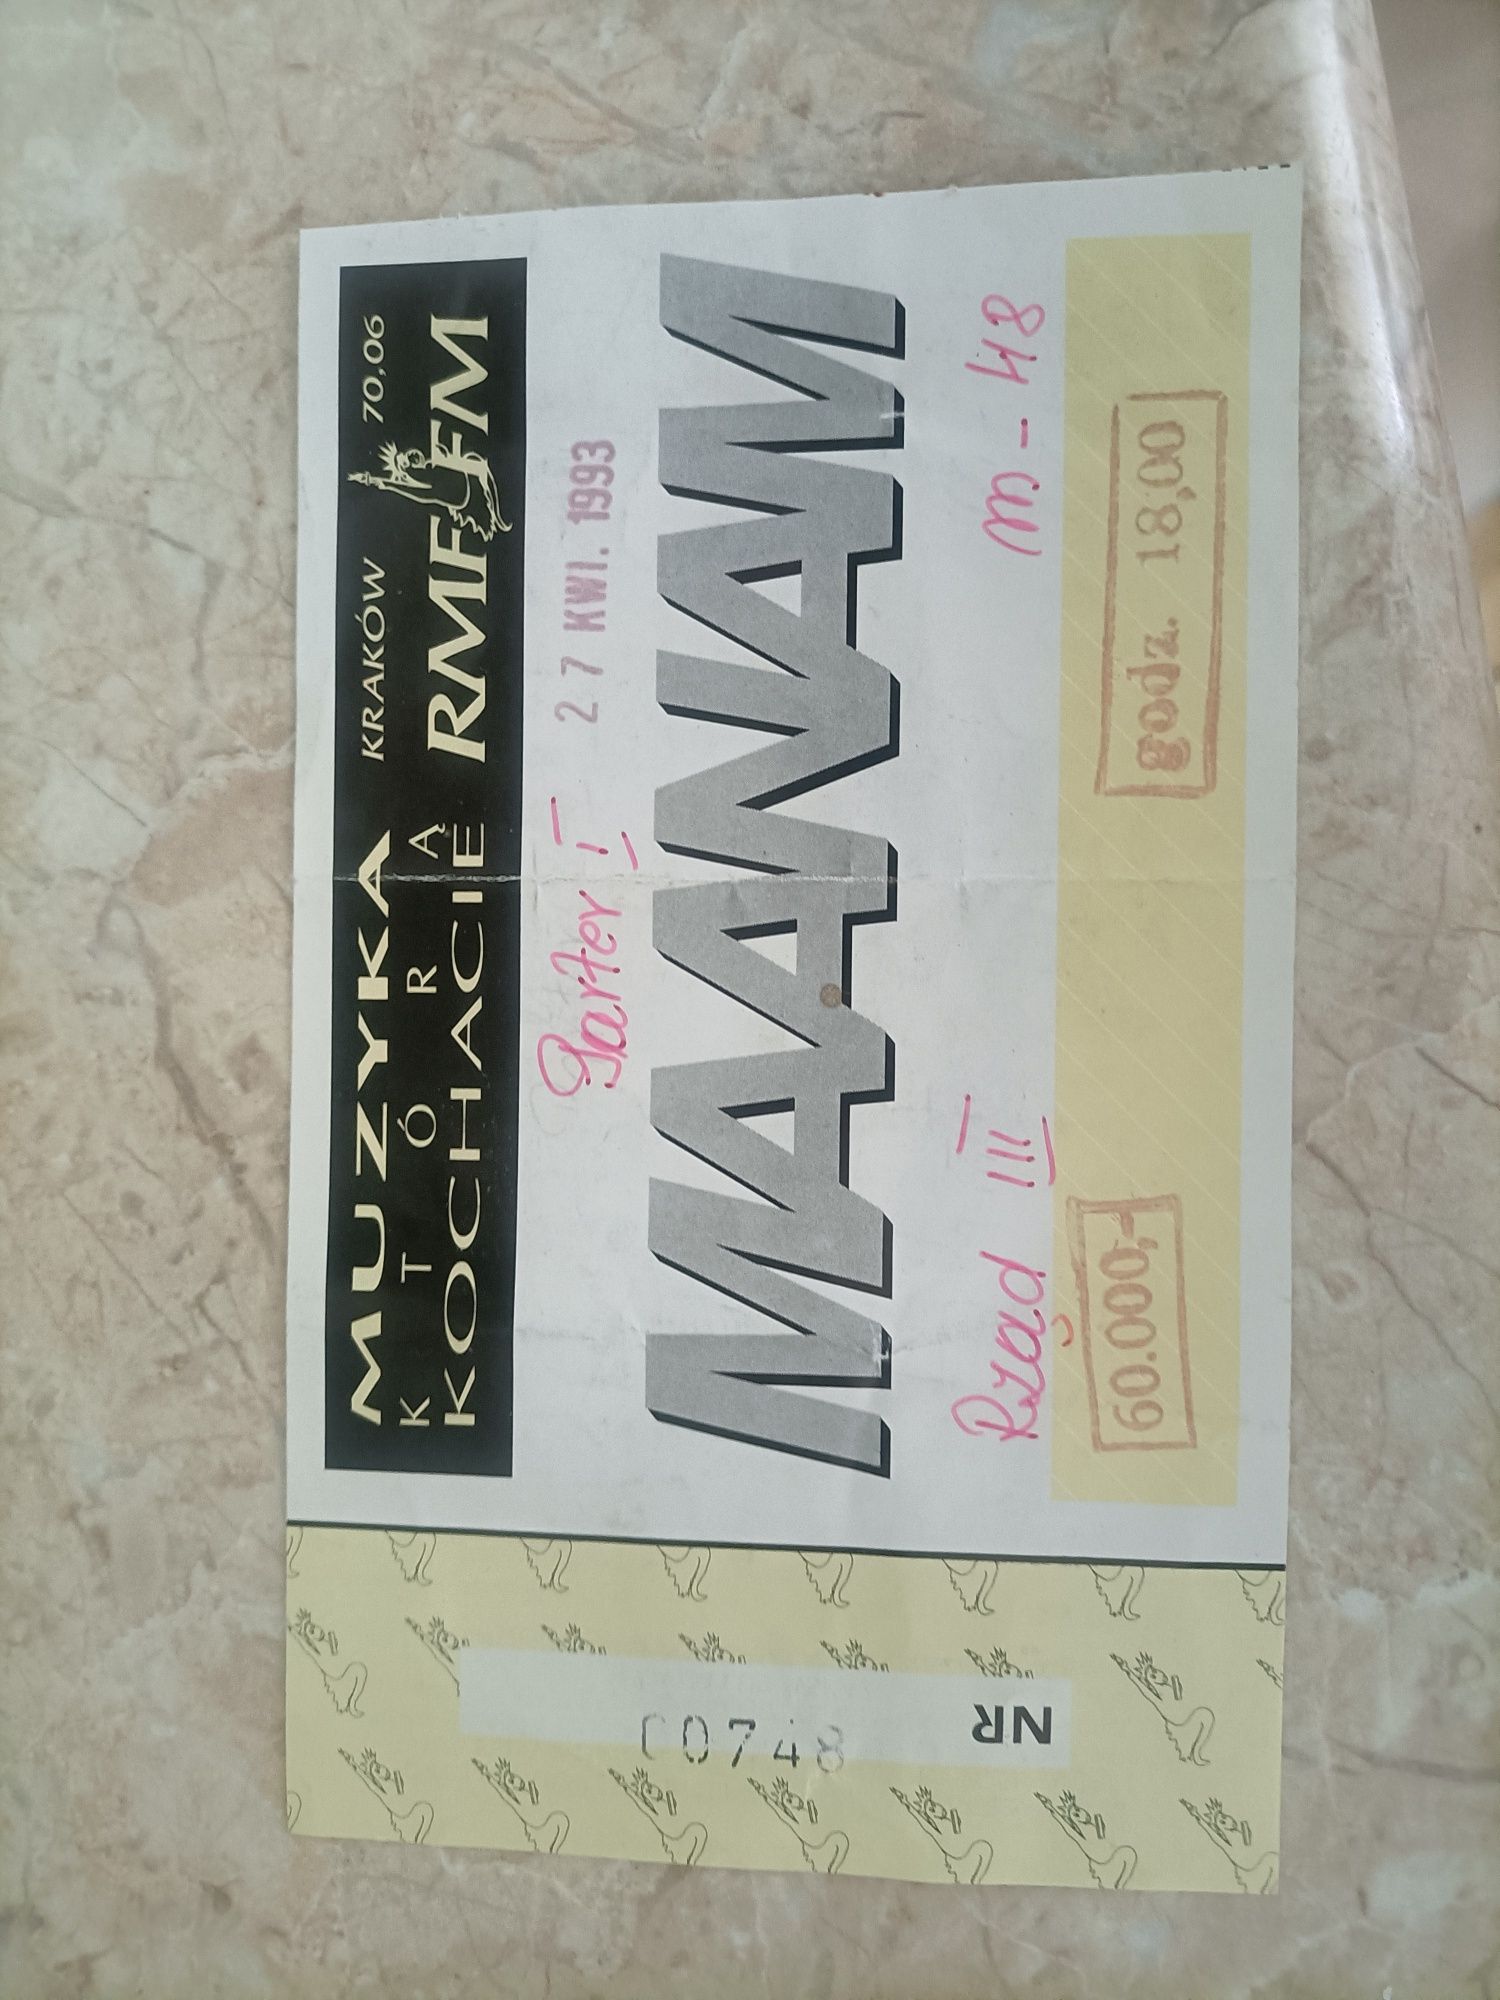 MUZYKA
KTÓRĄ
KOCHACIE
KRAKÓW 70,06
RMF FM
Parter I 27 KWI. 1993
MAANAM
Rząd III m-48
60.000,-
godz. 18,00
NR 00748